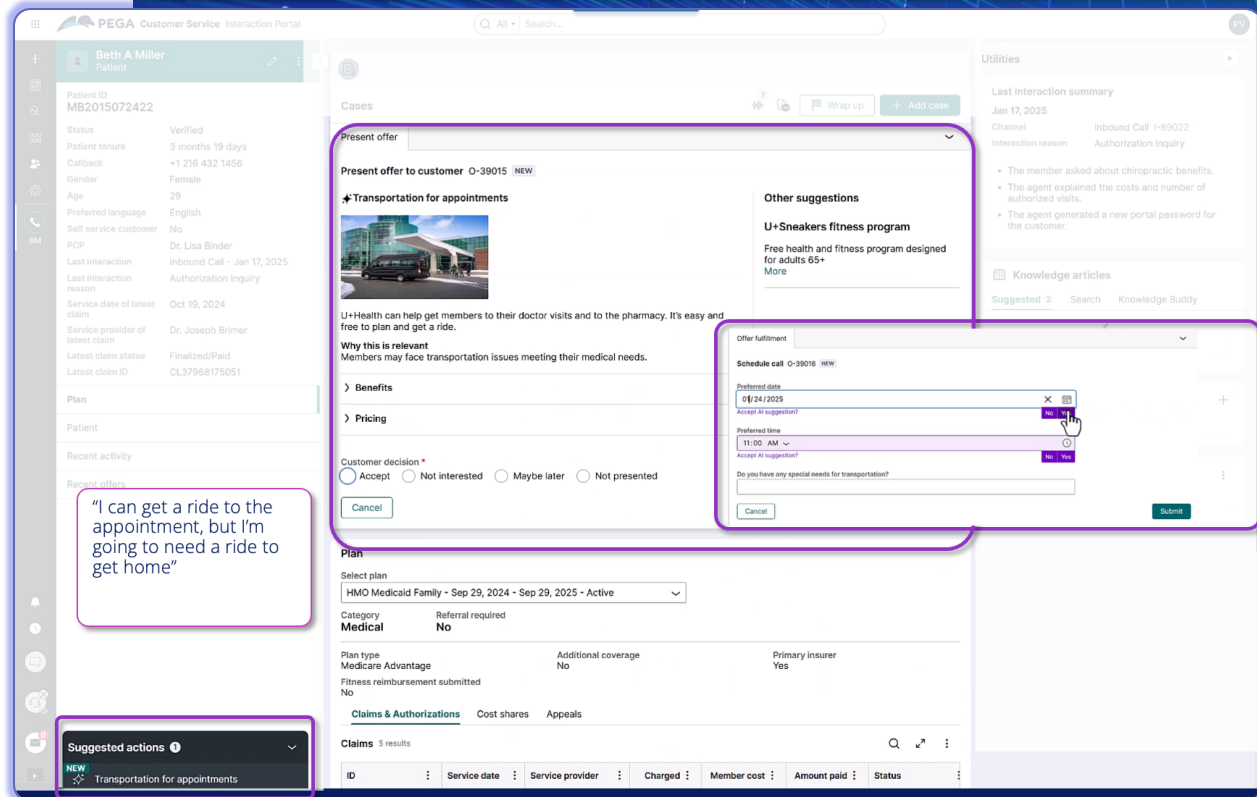 PEGA Customer Service Interaction Portal
All
Search...
PV
Beth A Miller
Patient
Patient ID
MB2015072422
Status Verified
Patient tenure 3 months 19 days
Callback +1 216 432 1456
Gender Female
Age 29
Preferred language English
Self service customer No
PCP Dr. Lisa Binder
Last interaction Inbound Call - Jan 17, 2025
Last interaction reason Authorization inquiry
Service date of latest claim Oct 19, 2024
Service provider of latest claim Dr. Joseph Brimer
Latest claim status Finalized/Paid
Latest claim ID CL37968175051
Plan
Patient
Recent activity
Recent offers
BM
"I can get a ride to the
appointment, but I'm
going to need a ride to
get home"
Suggested actions 1
NEW
Transportation for appointments
Cases
7
Wrap up
+ Add case
Present offer
Present offer to customer O-39015 NEW
Transportation for appointments
U+Health can help get members to their doctor visits and to the pharmacy. It's easy and
free to plan and get a ride.
Why this is relevant
Members may face transportation issues meeting their medical needs.
Benefits
Pricing
Customer decision *
Accept Not interested Maybe later Not presented
Cancel
Other suggestions
U+Sneakers fitness program
Free health and fitness program designed
for adults 65+
More
Offer fulfillment
Schedule call O-39016 NEW
Preferred date
01/24/2025
Accept AI suggestion?
No
Preferred time
11:00 AM
Accept AI suggestion?
No Yes
Do you have any special needs for transportation?
Cancel
Submit
Plan
Select plan
HMO Medicaid Family - Sep 29, 2024 - Sep 29, 2025 - Active
Category Referral required
Medical No
Plan type Additional coverage Primary insurer
Medicare Advantage No Yes
Fitness reimbursement submitted
No
Claims & Authorizations Cost shares Appeals
Claims 5 results
ID Service date Service provider Charged Member cost Amount paid Status
Utilities
Last interaction summary
Jan 17, 2025
Channel inbound Call I-89022
Interaction reason Authorization Inquiry
• The member asked about chiropractic benefits.
• The agent explained the costs and number of
authorized visits.
• The agent generated a new portal password for
the customer.
Knowledge articles
Suggested 2 Search Knowledge Buddy